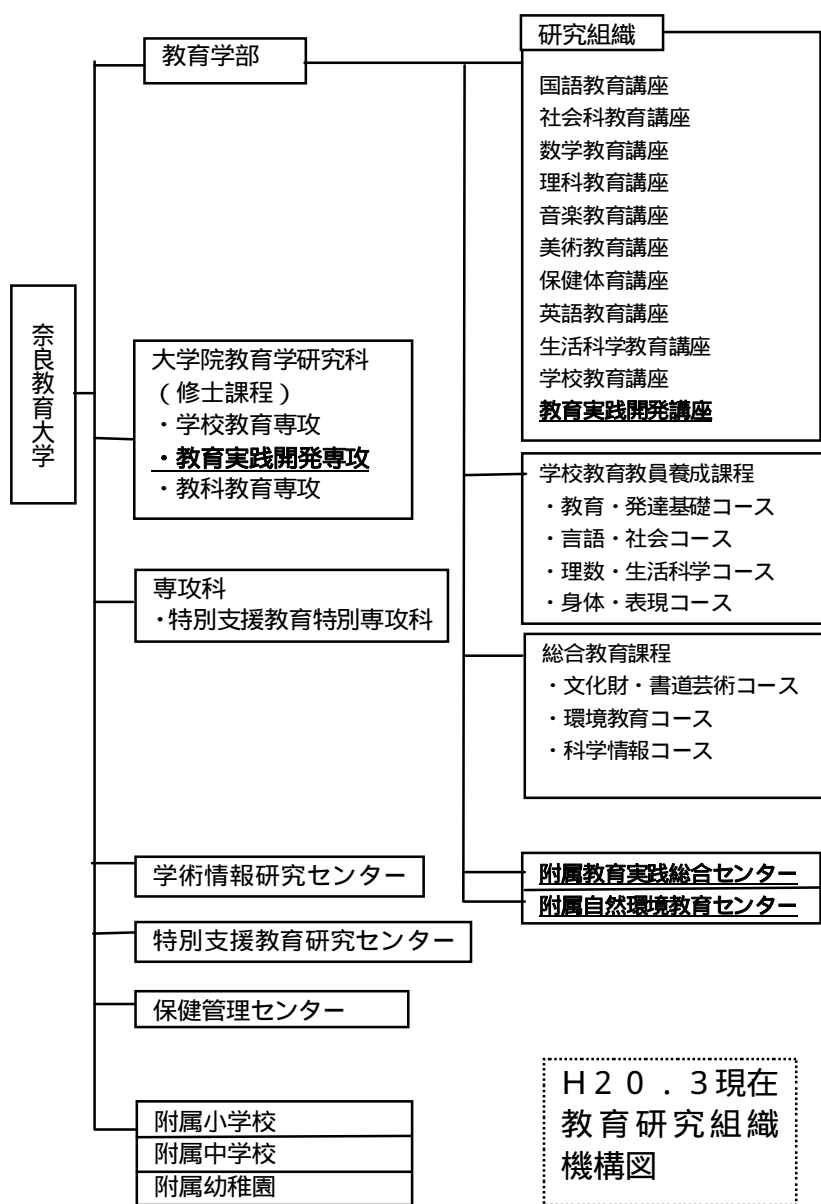 奈良教育大学
教育学部
大学院教育学研究科
（修士課程）
・学校教育専攻
・教育実践開発専攻
・教科教育専攻
専攻科
・特別支援教育特別専攻科
学術情報研究センター
特別支援教育研究センター
保健管理センター
附属小学校
附属中学校
附属幼稚園
研究組織
国語教育講座
社会科教育講座
数学教育講座
理科教育講座
音楽教育講座
美術教育講座
保健体育講座
英語教育講座
生活科学教育講座
学校教育講座
教育実践開発講座
学校教育教員養成課程
・教育・発達基礎コース
・言語・社会コース
・理数・生活科学コース
・身体・表現コース
総合教育課程
・文化財・書道芸術コース
・環境教育コース
・科学情報コース
附属教育実践総合センター
附属自然環境教育センター
Ｈ２０．３現在
教育研究組織
機構図